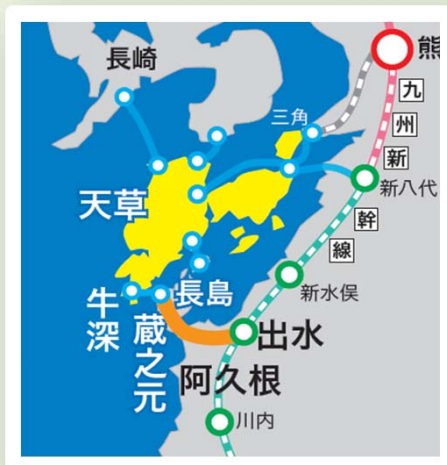 長崎
熊
三角
九
州
新
天草
新八代
幹
線
長島
新水俣
牛深
蔵之元
出水
阿久根
川内